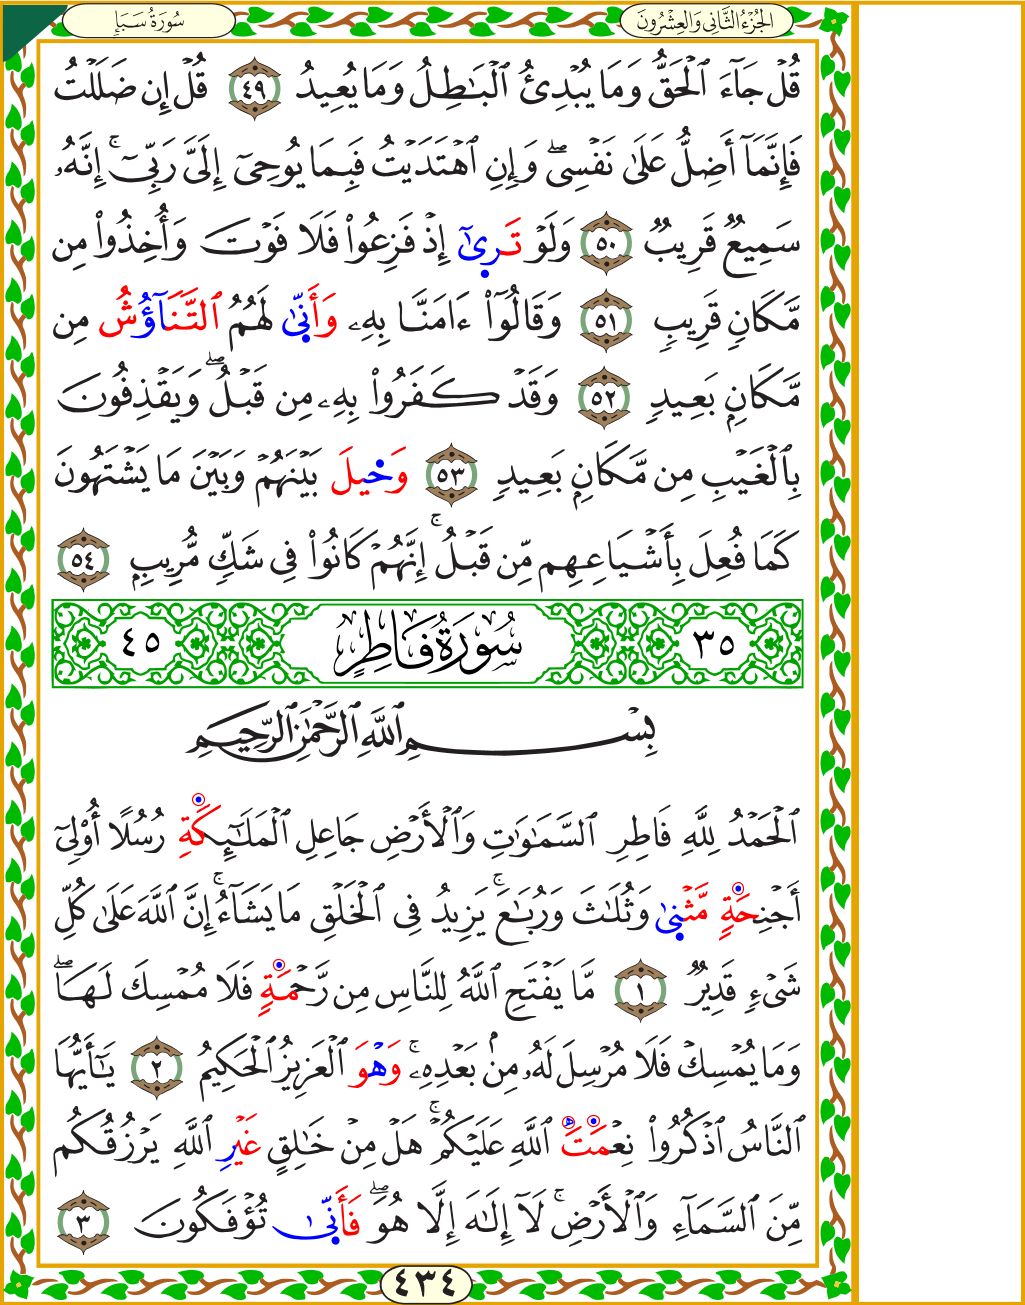 الجُزْءُ الثَّانِي وَالعِشْرُونَ
سُورَةُ سَبَإٍ
قُلْ جَآءَ ٱلْحَقُّ وَمَا يُبْدِئُ ٱلْبَـٰطِلُ وَمَا يُعِيدُ ٤٩ قُلْ إِن ضَلَلْتُ
فَإِنَّمَآ أَضِلُّ عَلَىٰ نَفْسِىۖ وَإِنِ ٱهْتَدَيْتُ فَبِمَا يُوحِىٓ إِلَىَّ رَبِّىٓۚ إِنَّهُۥ
سَمِيعٌ قَرِيبٌ ٥٠ وَلَوْ تَرِىٰٓ إِذْ فَزِعُوا۟ فَلَا فَوْتَ وَأُخِذُوا۟ مِن
مَّكَانٍ قَرِيبٍ ٥١ وَقَالُوٓا۟ ءَامَنَّا بِهِۦ وَأَنّىٰ لَهُمُ ٱلتَّنَآؤُشُ مِن
مَّكَانٍۭ بَعِيدٍ ٥٢ وَقَدْ كَفَرُوا۟ بِهِۦ مِن قَبْلُۖ وَيَقْذِفُونَ
بِٱلْغَيْبِ مِن مَّكَانٍۭ بَعِيدٍ ٥٣ وَحِيلَ بَيْنَهُمْ وَبَيْنَ مَا يَشْتَهُونَ
كَمَا فُعِلَ بِأَشْيَاعِهِم مِّن قَبْلُۚ إِنَّهُمْ كَانُوا۟ فِى شَكٍّ مُّرِيبٍۭ ٥٤
٣٥ سُورَةُ فَاطِرٍ ٤٥
بِسْمِ ٱللَّهِ ٱلرَّحْمَـٰنِ ٱلرَّحِيمِ
ٱلْحَمْدُ لِلَّهِ فَاطِرِ ٱلسَّمَـٰوَٰتِ وَٱلْأَرْضِ جَاعِلِ ٱلْمَلَـٰٓئِكَةِ رُسُلًا أُو۟لِىٓ
أَجْنِحَةٍ مَّثْنِىٰ وَثُلَـٰثَ وَرُبَـٰعَۚ يَزِيدُ فِى ٱلْخَلْقِ مَا يَشَآءُۚ إِنَّ ٱللَّهَ عَلَىٰ كُلِّ
شَىْءٍ قَدِيرٌ ١ مَّا يَفْتَحِ ٱللَّهُ لِلنَّاسِ مِن رَّحْمَةٍ فَلَا مُمْسِكَ لَهَاۖ
وَمَا يُمْسِكْ فَلَا مُرْسِلَ لَهُۥ مِنۢ بَعْدِهِۦۚ وَهْوَ ٱلْعَزِيزُ ٱلْحَكِيمُ ٢ يَـٰٓأَيُّهَا
ٱلنَّاسُ ٱذْكُرُوا۟ نِعْمَتَ ٱللَّهِ عَلَيْكُمْۚ هَلْ مِنْ خَـٰلِقٍ غَيْرِ ٱللَّهِ يَرْزُقُكُم
مِّنَ ٱلسَّمَآءِ وَٱلْأَرْضِۚ لَآ إِلَـٰهَ إِلَّا هُوَۖ فَأَنّىٰ تُؤْفَكُونَ ٣
٤٣٤